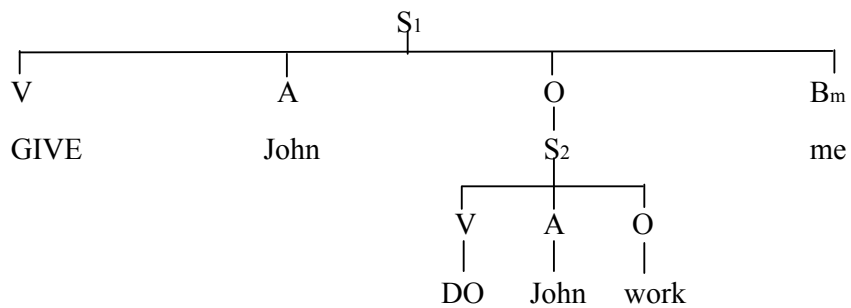 S₁
V A O Bₘ
GIVE John S₂ me
V A O
DO John work